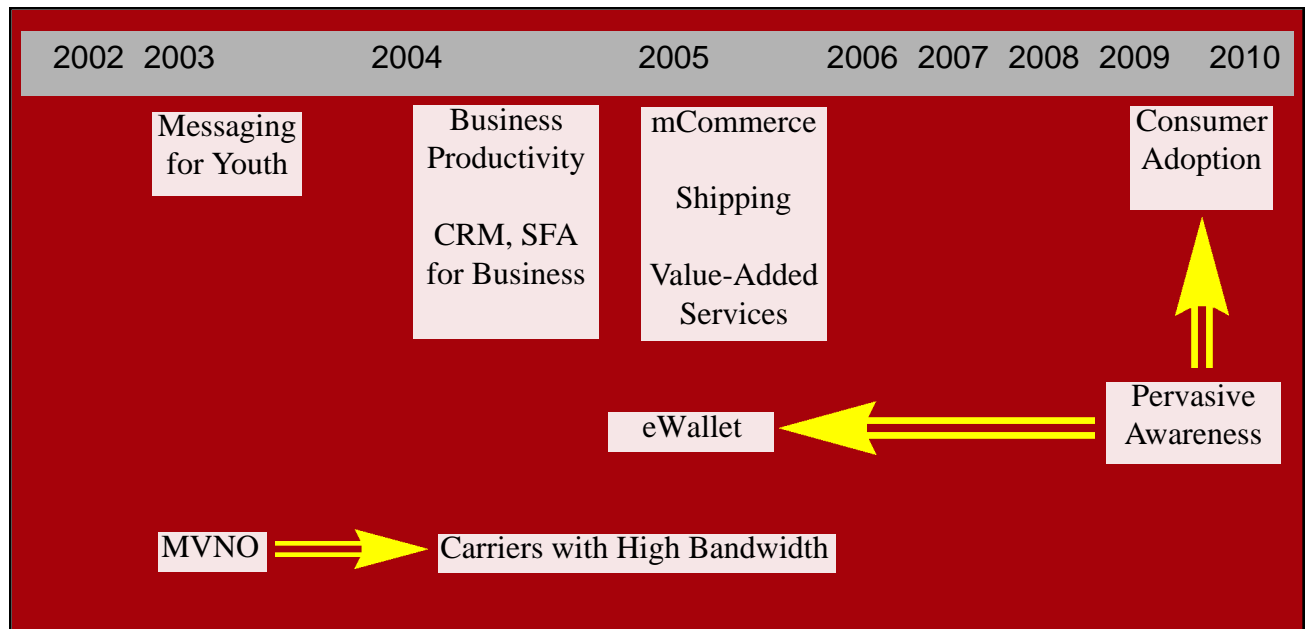 2002 2003 2004 2005 2006 2007 2008 2009 2010
Messaging
for Youth
Business
Productivity
CRM, SFA
for Business
mCommerce
Shipping
Value-Added
Services
Consumer
Adoption
eWallet
Pervasive
Awareness
MVNO
Carriers with High Bandwidth